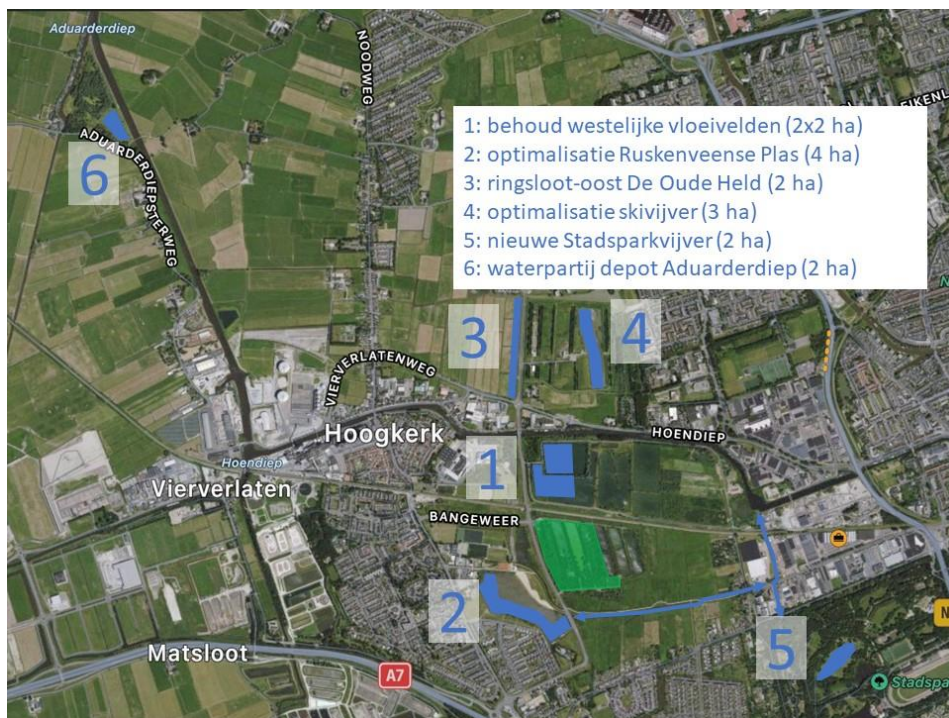 Aduarderdiep
NOODWEG
EIKENL
1: behoud westelijke vloeivelden (2x2 ha)
2: optimalisatie Ruskenveense Plas (4 ha)
3: ringsloot-oost De Oude Held (2 ha)
4: optimalisatie skivijver (3 ha)
5: nieuwe Stadsparkvijver (2 ha)
6: waterpartij depot Aduarderdiep (2 ha)
6
ADUARDERDIEPSTERWEG
3
4
VIERVERLATENWEG
Hoogkerk
HOENDIEP
1
Hoendiep
Vierverlaten
BANGEWEER
2
5
Matsloot
A7
N
Stadspa